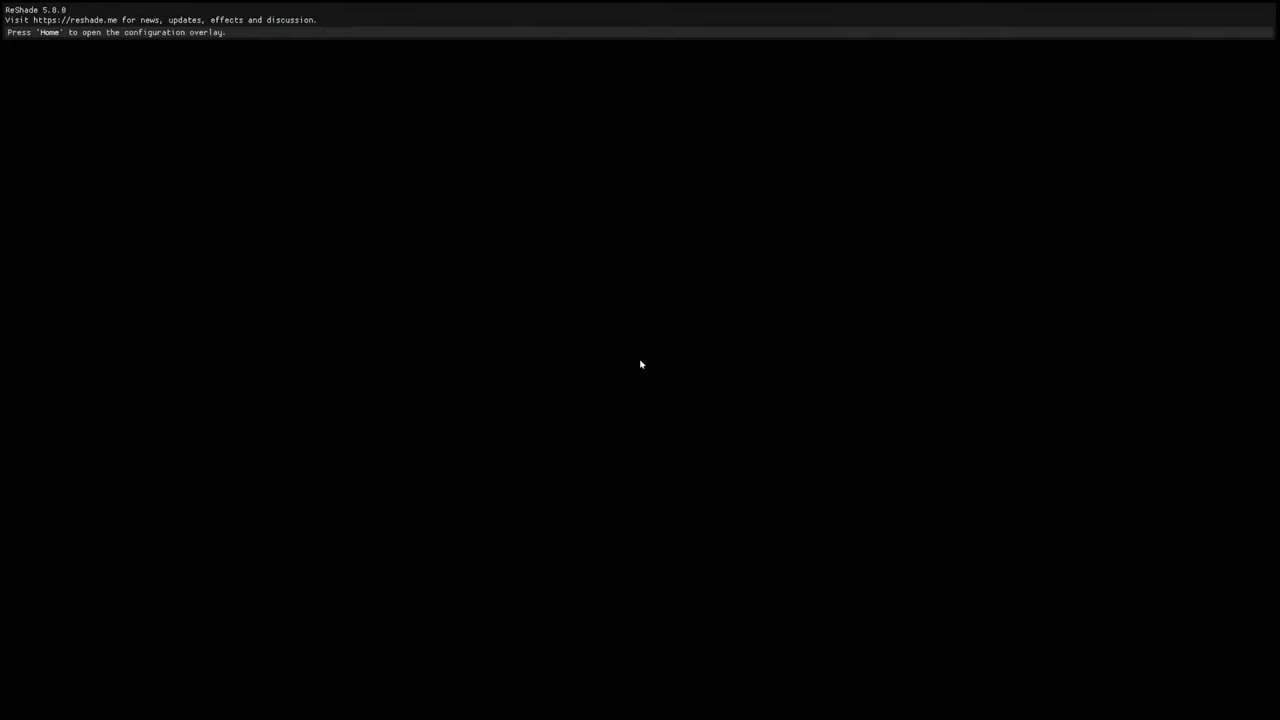 ReShade 5.8.0
Visit https://reshade.me for news, updates, effects and discussion.
Press 'Home' to open the configuration overlay.